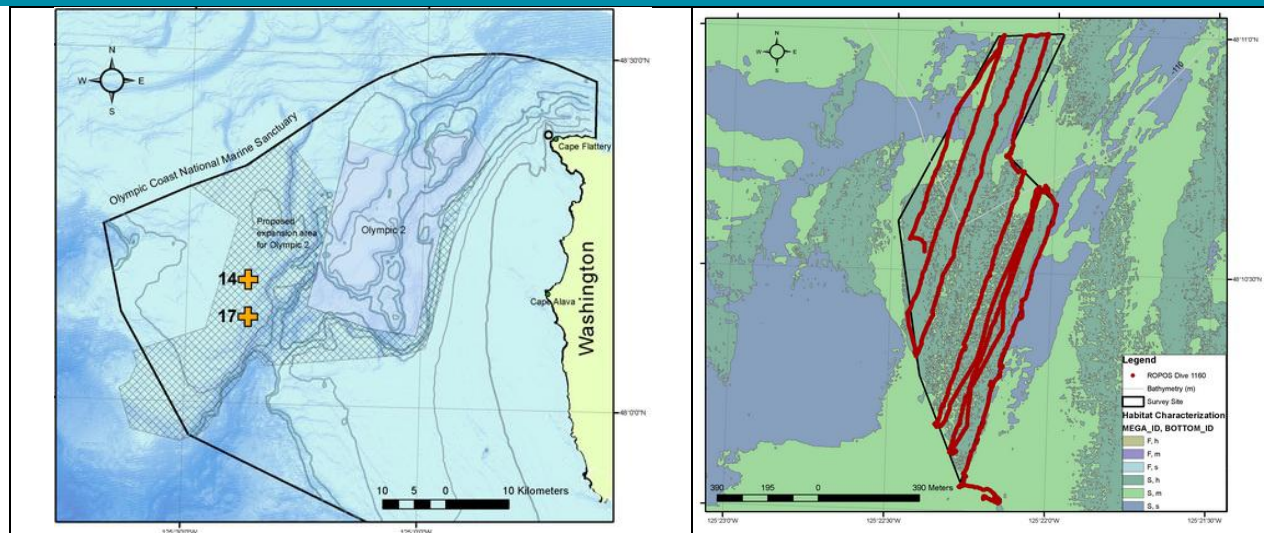 N
W
E
S
48°30'0"N
Olympic Coast National Marine Sanctuary
Cape Flattery
Proposed
expansion area
for Olympic 2
Olympic 2
14
17
Cape Alava
Washington
48°0'0"N
10
5
0
10 Kilometers
N
W
E
S
48°11'0"N
-110
48°10'30"N
Legend
ROPOS Dive 1160
Bathymetry (m)
Survey Site
Habitat Characterization
MEGA_ID, BOTTOM_ID
F, h
F, m
F, s
S, h
S, m
S, s
390
195
0
390 Meters
125°23'0"W
125°22'30"W
125°22'0"W
125°21'30"W